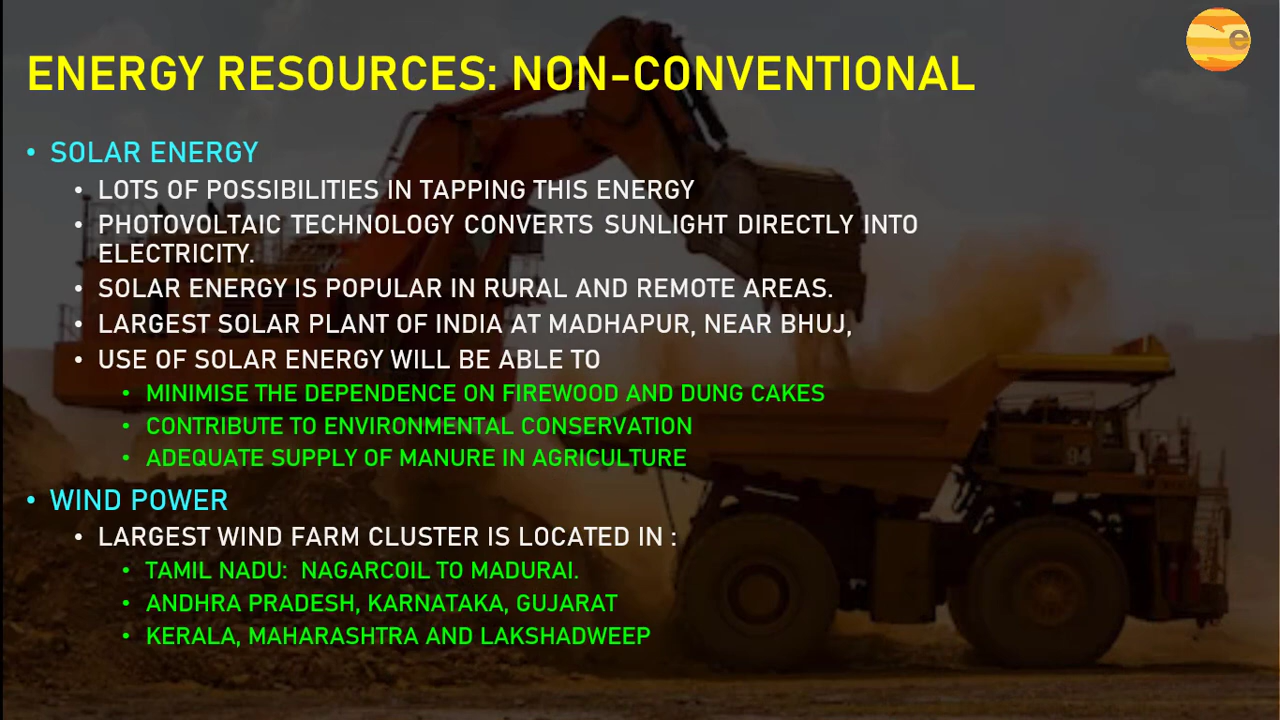 e
ENERGY RESOURCES: NON-CONVENTIONAL
• SOLAR ENERGY
• LOTS OF POSSIBILITIES IN TAPPING THIS ENERGY
• PHOTOVOLTAIC TECHNOLOGY CONVERTS SUNLIGHT DIRECTLY INTO
ELECTRICITY.
• SOLAR ENERGY IS POPULAR IN RURAL AND REMOTE AREAS.
• LARGEST SOLAR PLANT OF INDIA AT MADHAPUR, NEAR BHUJ,
• USE OF SOLAR ENERGY WILL BE ABLE TO
• MINIMISE THE DEPENDENCE ON FIREWOOD AND DUNG CAKES
• CONTRIBUTE TO ENVIRONMENTAL CONSERVATION
• ADEQUATE SUPPLY OF MANURE IN AGRICULTURE
94
• WIND POWER
• LARGEST WIND FARM CLUSTER IS LOCATED IN :
• TAMIL NADU:  NAGARCOIL TO MADURAI.
• ANDHRA PRADESH, KARNATAKA, GUJARAT
• KERALA, MAHARASHTRA AND LAKSHADWEEP